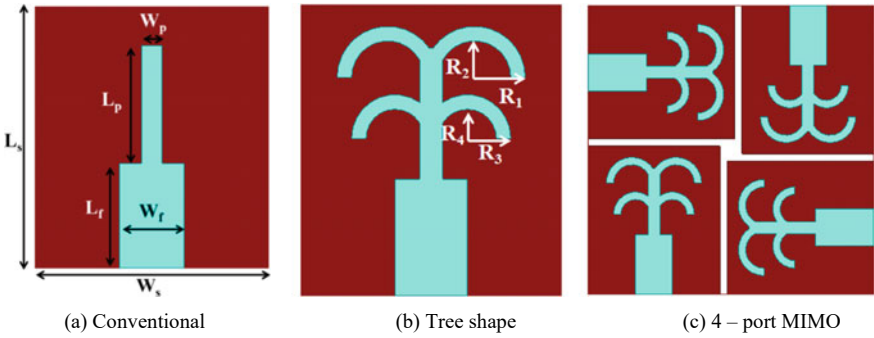 Wp
Lp
Ls
Lf
Wf
Ws
R2
R1
R4
R3
(a) Conventional
(b) Tree shape
(c) 4 – port MIMO